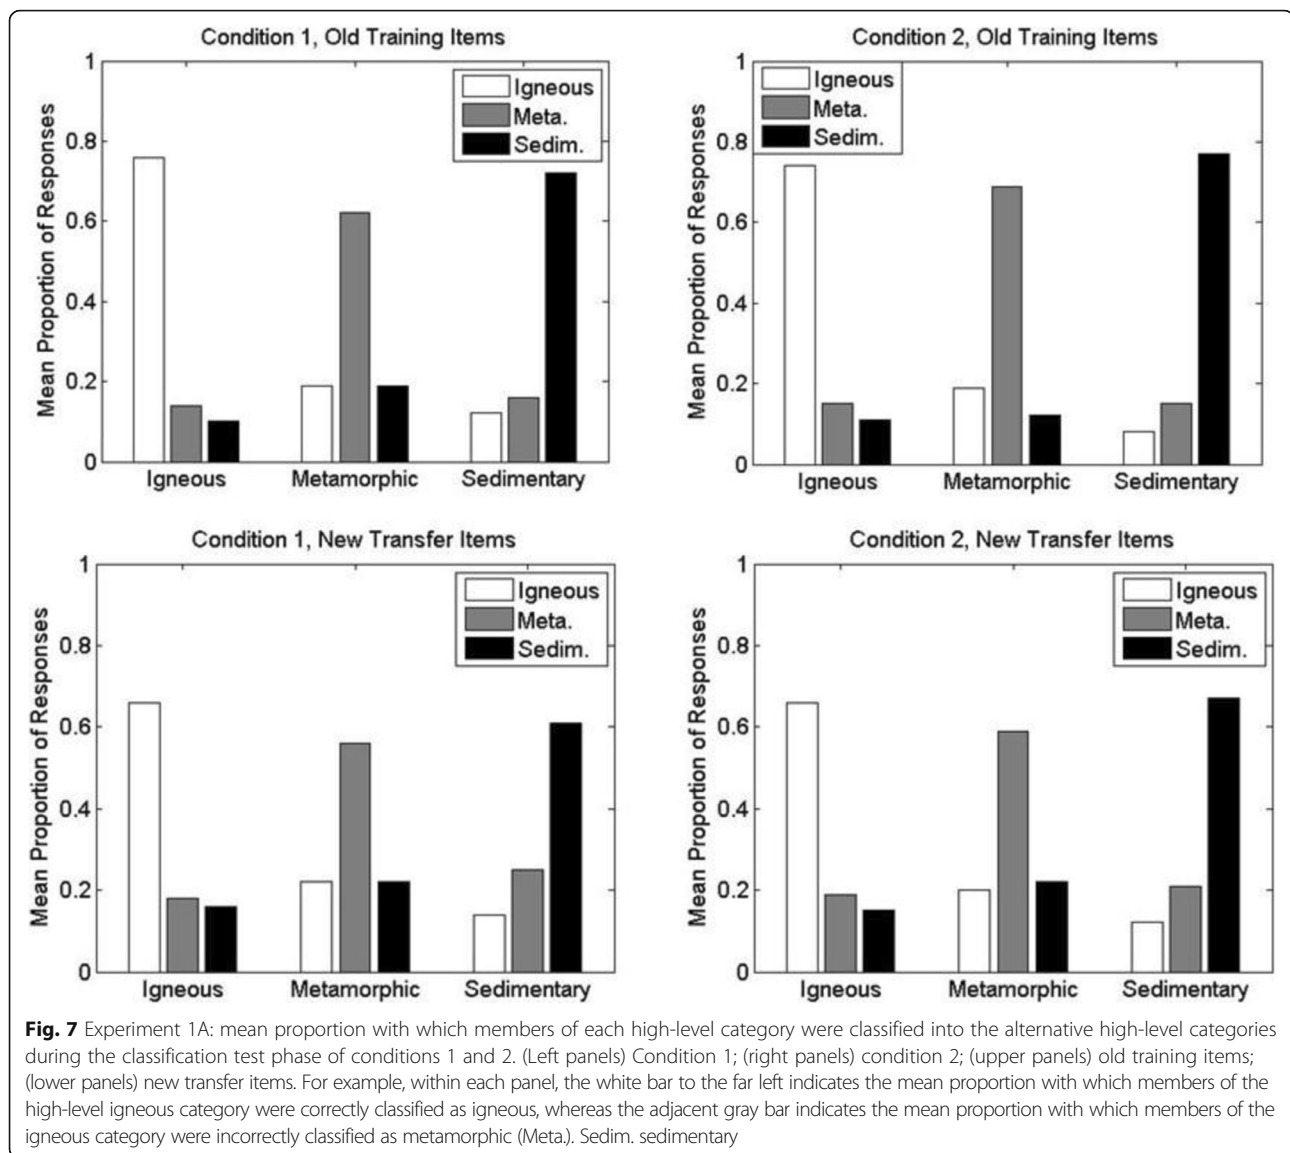 Condition 1, Old Training Items
Mean Proportion of Responses
1
0.8
0.6
0.4
0.2
0
Igneous
Meta.
Sedim.
Igneous Metamorphic Sedimentary
Condition 2, Old Training Items
Mean Proportion of Responses
1
0.8
0.6
0.4
0.2
0
Igneous
Meta.
Sedim.
Igneous Metamorphic Sedimentary
Condition 1, New Transfer Items
Mean Proportion of Responses
1
0.8
0.6
0.4
0.2
0
Igneous
Meta.
Sedim.
Igneous Metamorphic Sedimentary
Condition 2, New Transfer Items
Mean Proportion of Responses
1
0.8
0.6
0.4
0.2
0
Igneous
Meta.
Sedim.
Igneous Metamorphic Sedimentary
Fig. 7 Experiment 1A: mean proportion with which members of each high-level category were classified into the alternative high-level categories
during the classification test phase of conditions 1 and 2. (Left panels) Condition 1; (right panels) condition 2; (upper panels) old training items;
(lower panels) new transfer items. For example, within each panel, the white bar to the far left indicates the mean proportion with which members of the
high-level igneous category were correctly classified as igneous, whereas the adjacent gray bar indicates the mean proportion with which members of the
igneous category were incorrectly classified as metamorphic (Meta.). Sedim. sedimentary